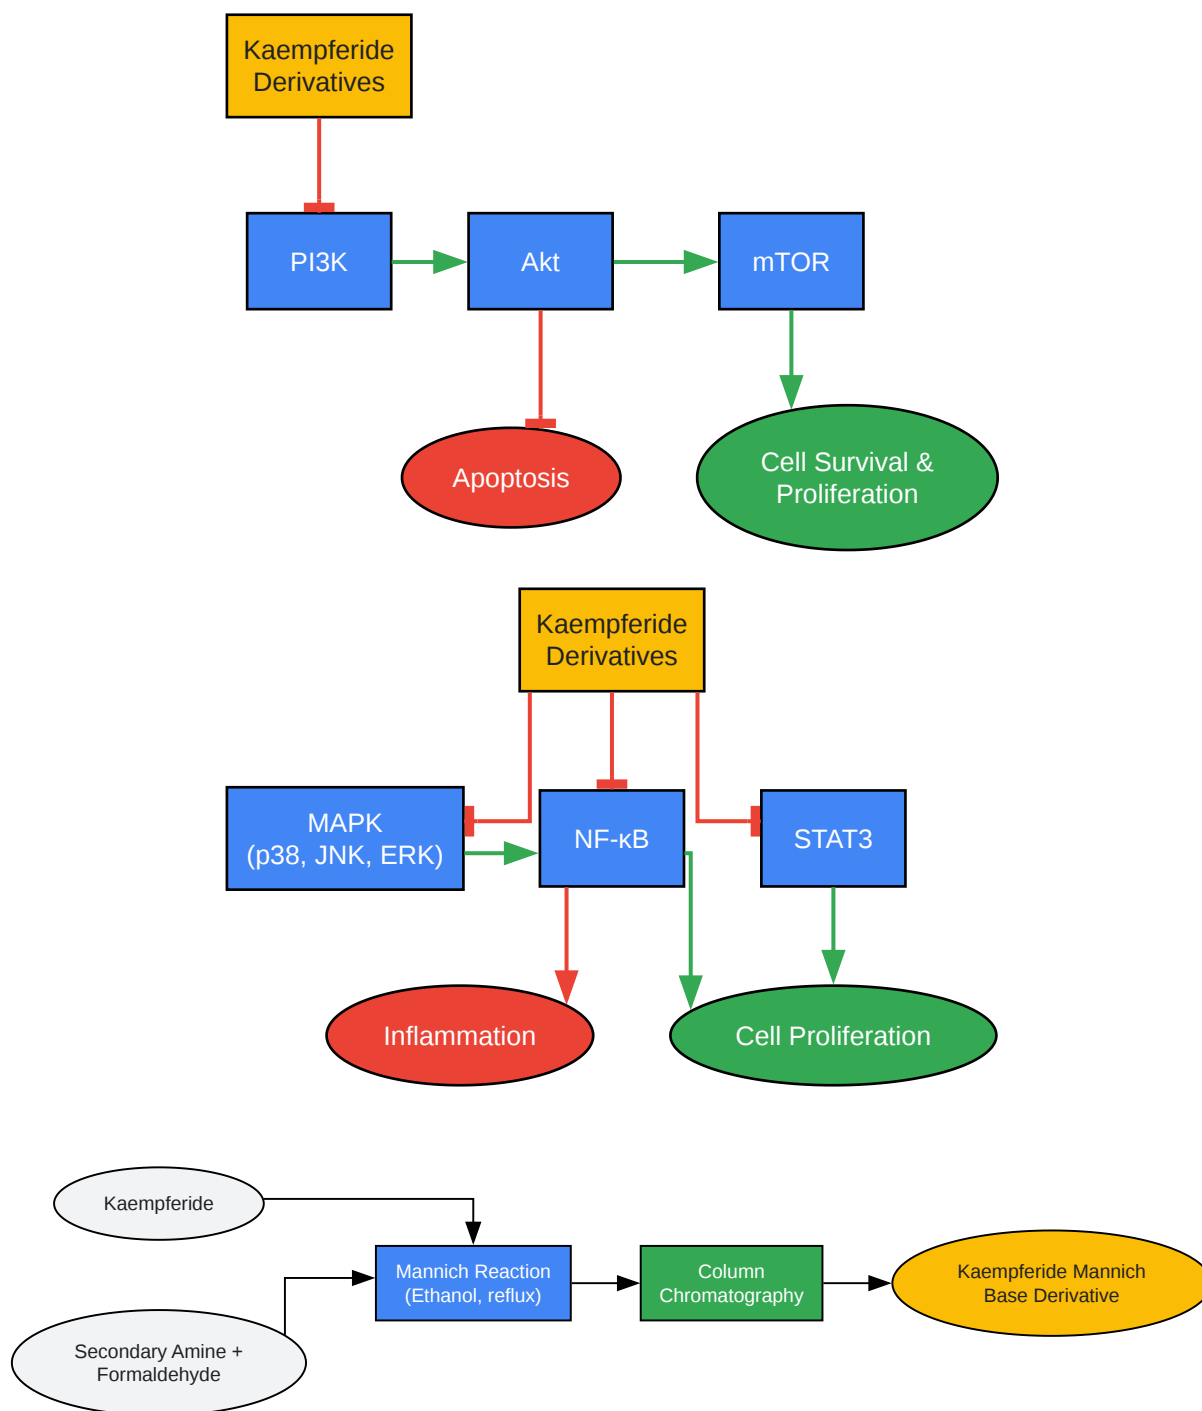 Kaempferide
Derivatives
PI3K
Akt
mTOR
Apoptosis
Cell Survival &
Proliferation
Kaempferide
Derivatives
MAPK
(p38, JNK, ERK)
NF-κB
STAT3
Inflammation
Cell Proliferation
Kaempferide
Mannich Reaction
(Ethanol, reflux)
Column
Chromatography
Kaempferide Mannich
Base Derivative
Secondary Amine +
Formaldehyde